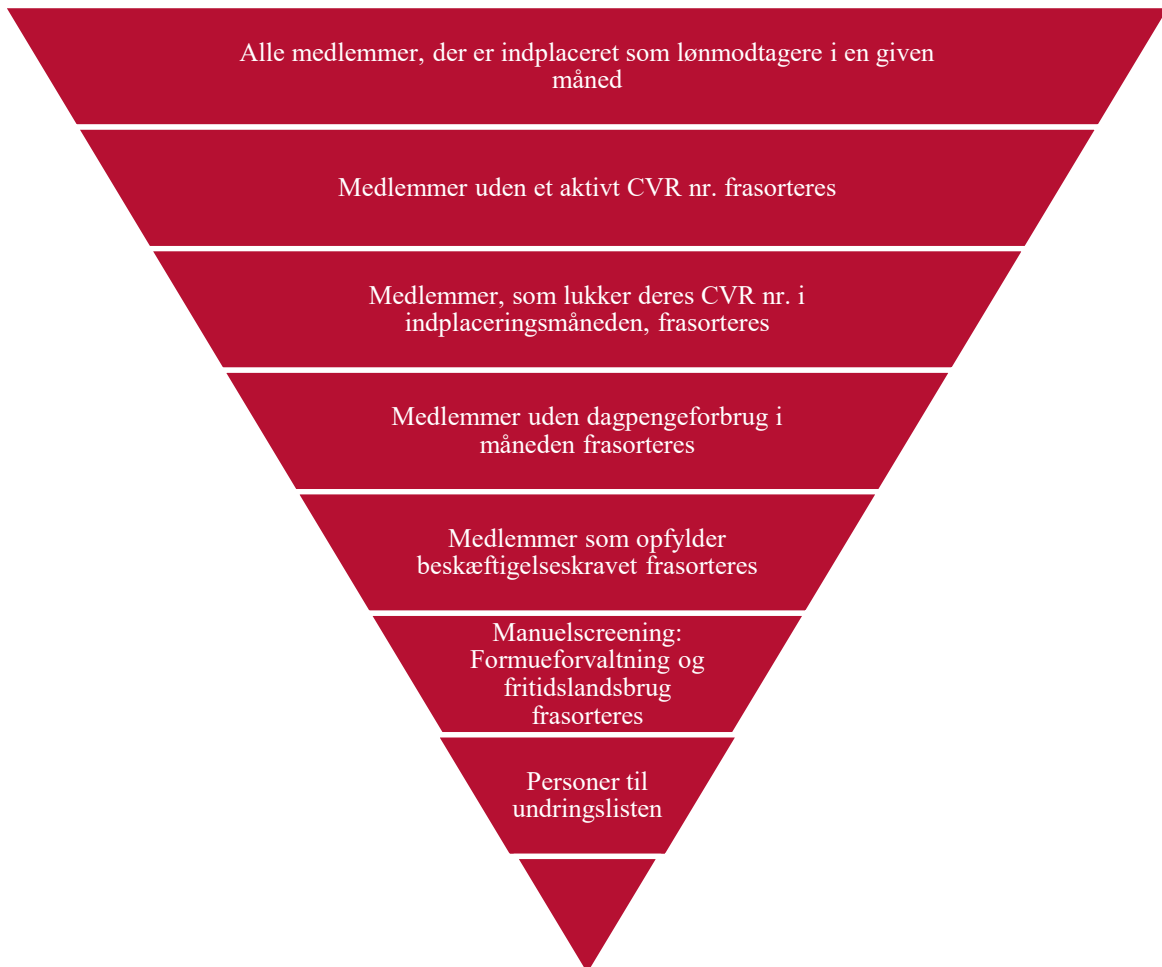 Alle medlemmer, der er indplaceret som lønmodtagere i en given
måned
Medlemmer uden et aktivt CVR nr. frasorteres
Medlemmer, som lukker deres CVR nr. i
indplaceringsmåneden, frasorteres
Medlemmer uden dagpengeforbrug i
måneden frasorteres
Medlemmer som opfylder
beskæftigelseskravet frasorteres
Manuelscreening:
Formueforvaltning og
fritidslandsbrug
frasorteres
Personer til
undringslisten